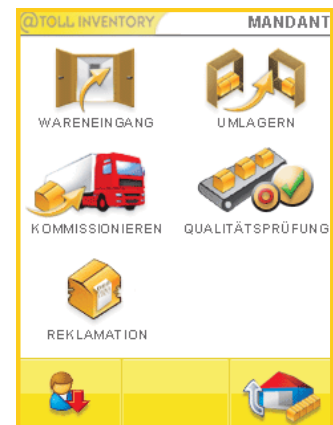 @TOLL INVENTORY
MANDANT
WARENEINGANG
UMLAGERN
KOMMISSIONIEREN
QUALITÄTSPRÜFUNG
REKLAMATION